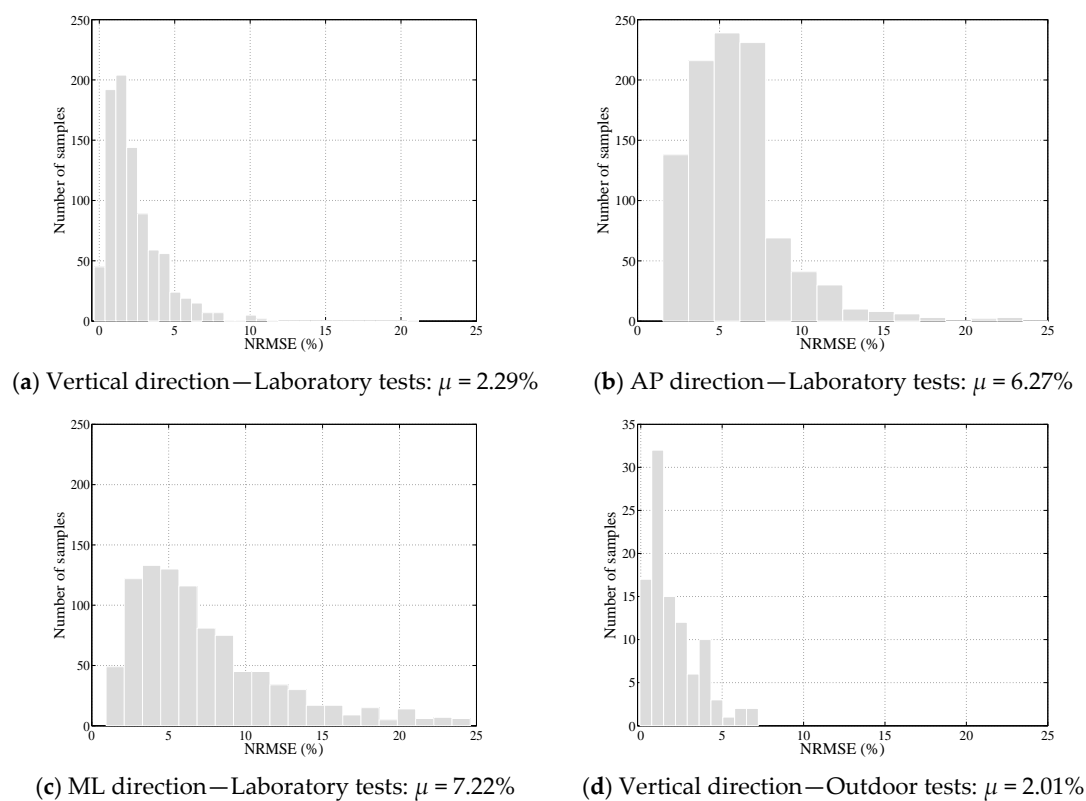 250
200
150
100
50
0
Number of samples
0 5 10 15 20 25
NRMSE (%)
(a) Vertical direction—Laboratory tests: μ = 2.29%
250
200
150
100
50
0
Number of samples
0 5 10 15 20 25
NRMSE (%)
(b) AP direction—Laboratory tests: μ = 6.27%
250
200
150
100
50
0
Number of samples
0 5 10 15 20 25
NRMSE (%)
(c) ML direction—Laboratory tests: μ = 7.22%
35
30
25
20
15
10
5
0
Number of samples
0 5 10 15 20 25
NRMSE (%)
(d) Vertical direction—Outdoor tests: μ = 2.01%